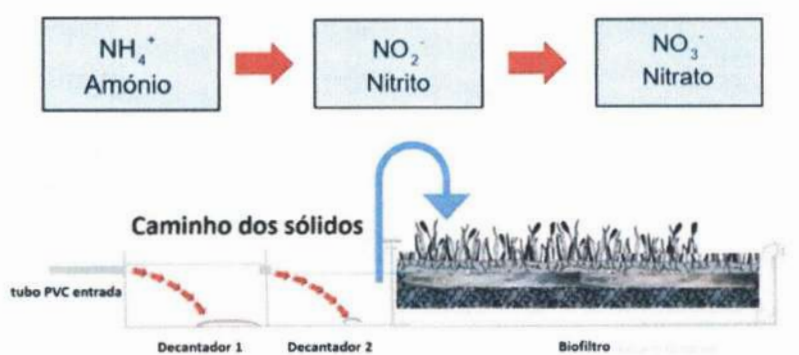 NH₄⁺
Amónio
NO₂⁻
Nitrito
NO₃⁻
Nitrato
Caminho dos sólidos
tubo PVC entrada
Decantador 1
Decantador 2
Biofiltro